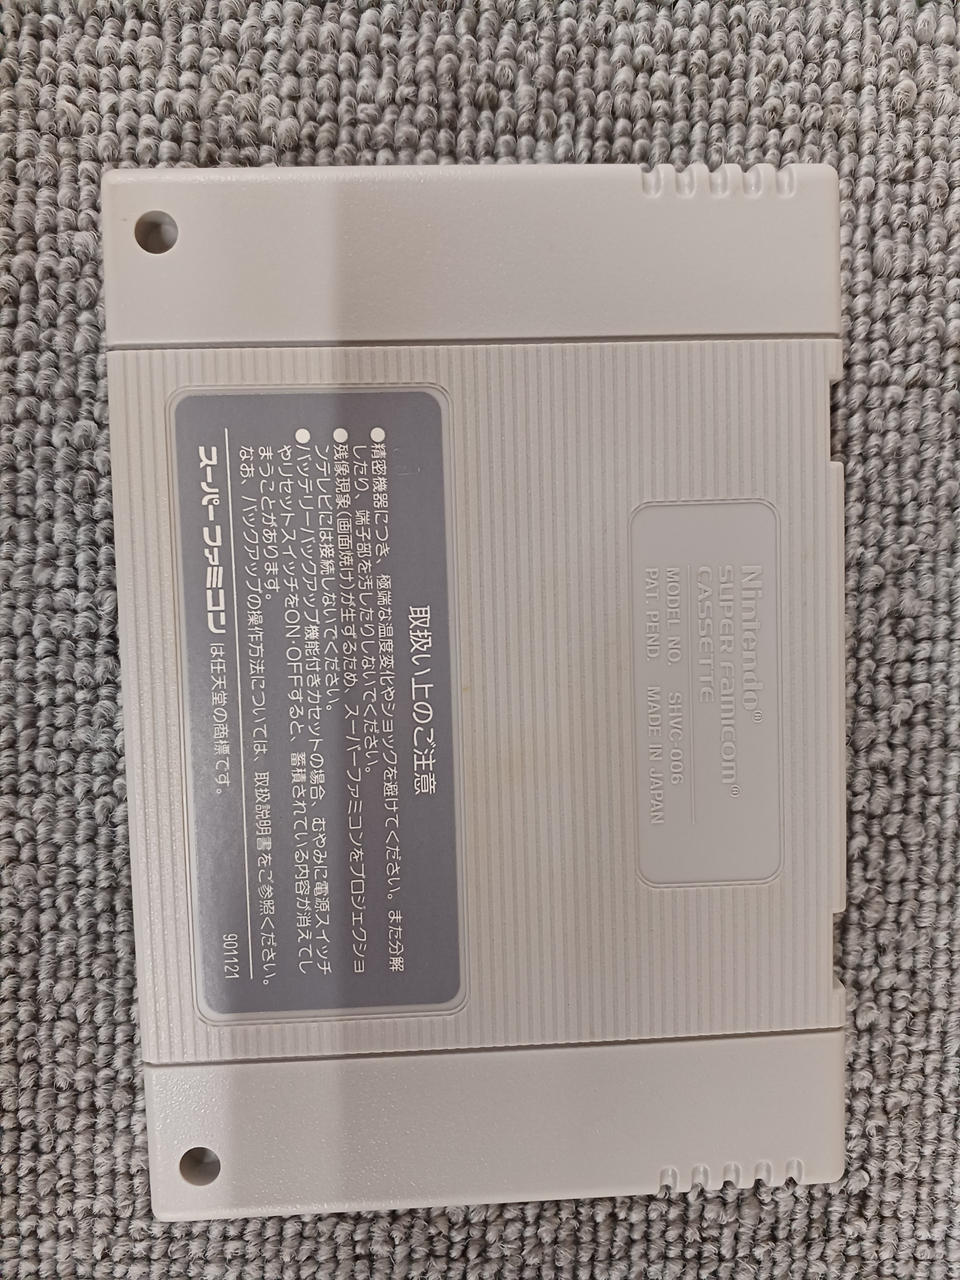 Nintendo®
SUPER FAMICOM®
CASSETTE
MODEL NO. SHVC-006
PAT. PEND. MADE IN JAPAN
取扱い上のご注意
●精密機器につき、極端な温度変化やショックを避けてください。また分解
したり、端子部を汚したりしないでください。
●残像現象(画面焼け)が生ずるため、スーパーファミコンをプロジェクショ
ンテレビには接続しないでください。
●バッテリーバックアップ機能付きカセットの場合、むやみに電源スイッチ
やリセットスイッチをON・OFFすると、蓄積されている内容が消えてし
まうことがあります。
なお、バックアップの操作方法については、取扱説明書をご参照ください。
スーパーファミコンは任天堂の商標です。
901121